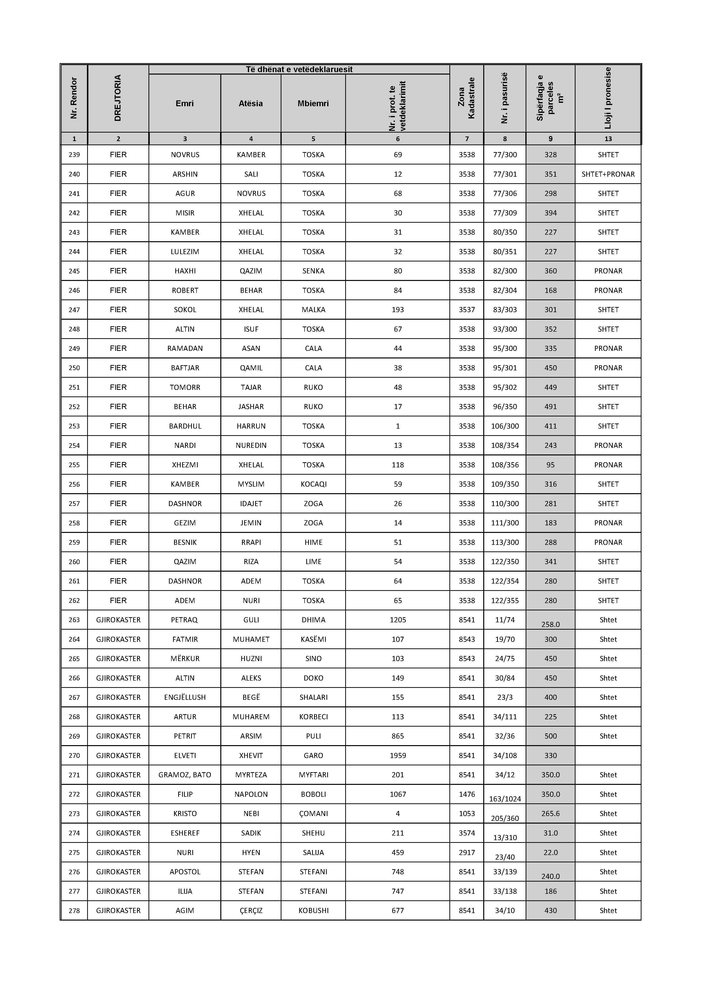 Nr. Rendor DREJTORIA Të dhënat e vetëdeklaruesit Zona Kadastrale Nr. i pasurisë Sipërfaqja e parceles m² Lloji I pronesise
Emri Atësia Mbiemri Nr. i prot. te vetdeklarimit
1 2 3 4 5 6 7 8 9 13
239 FIER NOVRUS KAMBER TOSKA 69 3538 77/300 328 SHTET
240 FIER ARSHIN SALI TOSKA 12 3538 77/301 351 SHTET+PRONAR
241 FIER AGUR NOVRUS TOSKA 68 3538 77/306 298 SHTET
242 FIER MISIR XHELAL TOSKA 30 3538 77/309 394 SHTET
243 FIER KAMBER XHELAL TOSKA 31 3538 80/350 227 SHTET
244 FIER LULEZIM XHELAL TOSKA 32 3538 80/351 227 SHTET
245 FIER HAXHI QAZIM SENKA 80 3538 82/300 360 PRONAR
246 FIER ROBERT BEHAR TOSKA 84 3538 82/304 168 PRONAR
247 FIER SOKOL XHELAL MALKA 193 3537 83/303 301 SHTET
248 FIER ALTIN ISUF TOSKA 67 3538 93/300 352 SHTET
249 FIER RAMADAN ASAN CALA 44 3538 95/300 335 PRONAR
250 FIER BAFTJAR QAMIL CALA 38 3538 95/301 450 PRONAR
251 FIER TOMORR TAJAR RUKO 48 3538 95/302 449 SHTET
252 FIER BEHAR JASHAR RUKO 17 3538 96/350 491 SHTET
253 FIER BARDHUL HARRUN TOSKA 1 3538 106/300 411 SHTET
254 FIER NARDI NUREDIN TOSKA 13 3538 108/354 243 PRONAR
255 FIER XHEZMI XHELAL TOSKA 118 3538 108/356 95 PRONAR
256 FIER KAMBER MYSLIM KOCAQI 59 3538 109/350 316 SHTET
257 FIER DASHNOR IDAJET ZOGA 26 3538 110/300 281 SHTET
258 FIER GEZIM JEMIN ZOGA 14 3538 111/300 183 PRONAR
259 FIER BESNIK RRAPI HIME 51 3538 113/300 288 PRONAR
260 FIER QAZIM RIZA LIME 54 3538 122/350 341 SHTET
261 FIER DASHNOR ADEM TOSKA 64 3538 122/354 280 SHTET
262 FIER ADEM NURI TOSKA 65 3538 122/355 280 SHTET
263 GJIROKASTER PETRAQ GULI DHIMA 1205 8541 11/74 258.0 Shtet
264 GJIROKASTER FATMIR MUHAMET KASËMI 107 8543 19/70 300 Shtet
265 GJIROKASTER MËRKUR HUZNI SINO 103 8543 24/75 450 Shtet
266 GJIROKASTER ALTIN ALEKS DOKO 149 8541 30/84 450 Shtet
267 GJIROKASTER ENGJËLLUSH BEGË SHALARI 155 8541 23/3 400 Shtet
268 GJIROKASTER ARTUR MUHAREM KORBECI 113 8541 34/111 225 Shtet
269 GJIROKASTER PETRIT ARSIM PULI 865 8541 32/36 500 Shtet
270 GJIROKASTER ELVETI XHEVIT GARO 1959 8541 34/108 330
271 GJIROKASTER GRAMOZ, BATO MYRTEZA MYFTARI 201 8541 34/12 350.0 Shtet
272 GJIROKASTER FILIP NAPOLON BOBOLI 1067 1476 163/1024 350.0 Shtet
273 GJIROKASTER KRISTO NEBI ÇOMANI 4 1053 205/360 265.6 Shtet
274 GJIROKASTER ESHEREF SADIK SHEHU 211 3574 13/310 31.0 Shtet
275 GJIROKASTER NURI HYEN SALIJA 459 2917 23/40 22.0 Shtet
276 GJIROKASTER APOSTOL STEFAN STEFANI 748 8541 33/139 240.0 Shtet
277 GJIROKASTER ILIJA STEFAN STEFANI 747 8541 33/138 186 Shtet
278 GJIROKASTER AGIM ÇERÇIZ KOBUSHI 677 8541 34/10 430 Shtet